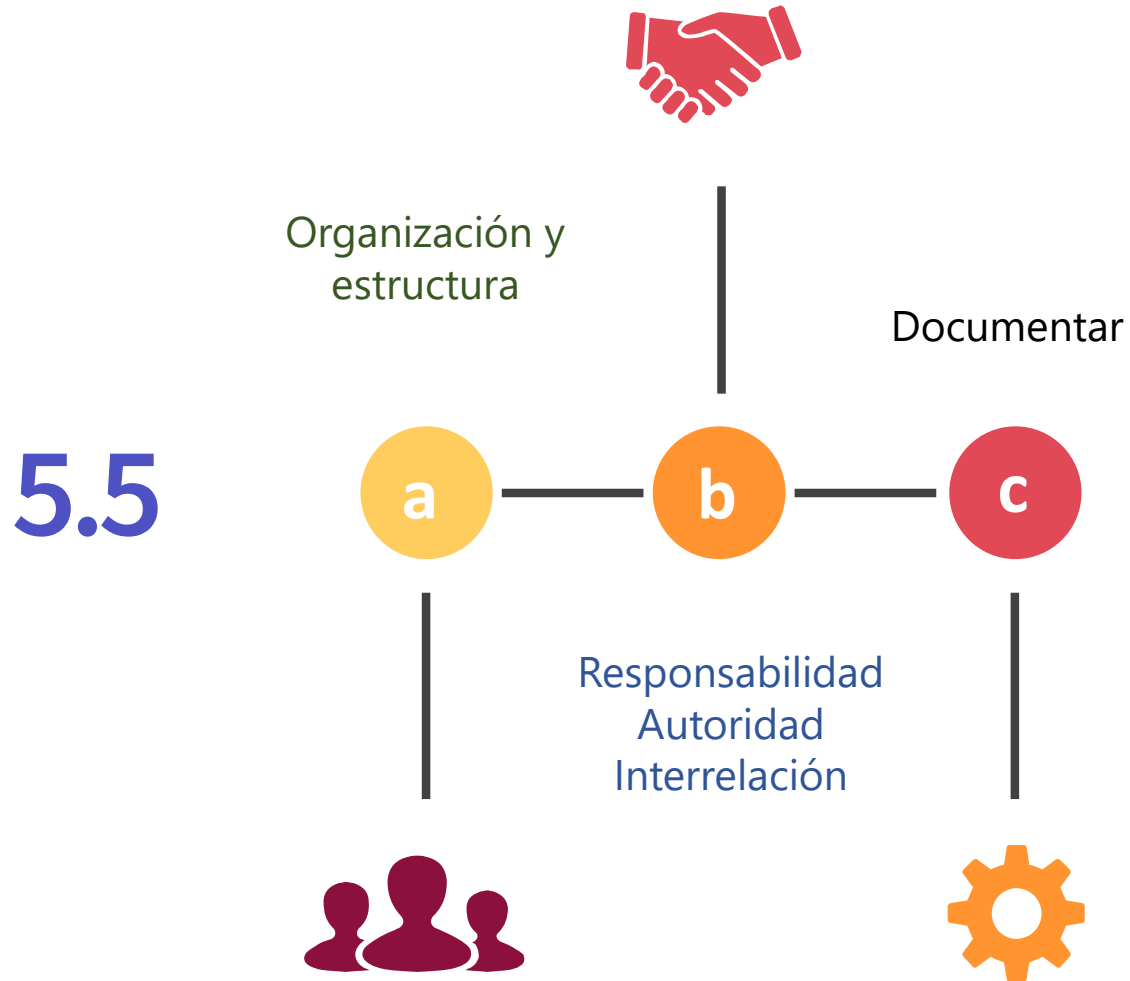 Organización y
estructura
Documentar
5.5
a
b
c
Responsabilidad
Autoridad
Interrelación